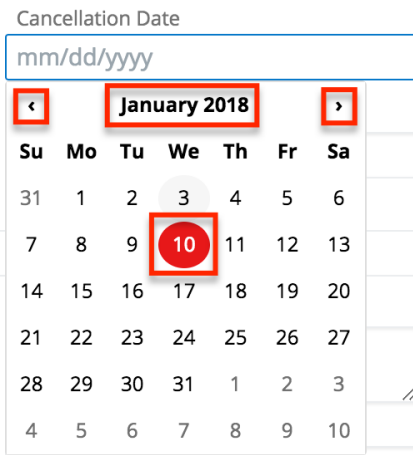 Cancellation Date
mm/dd/yyyy
‹ January 2018 ›
Su Mo Tu We Th Fr Sa
31 1 2 3 4 5 6
7 8 9 10 11 12 13
14 15 16 17 18 19 20
21 22 23 24 25 26 27
28 29 30 31 1 2 3
4 5 6 7 8 9 10